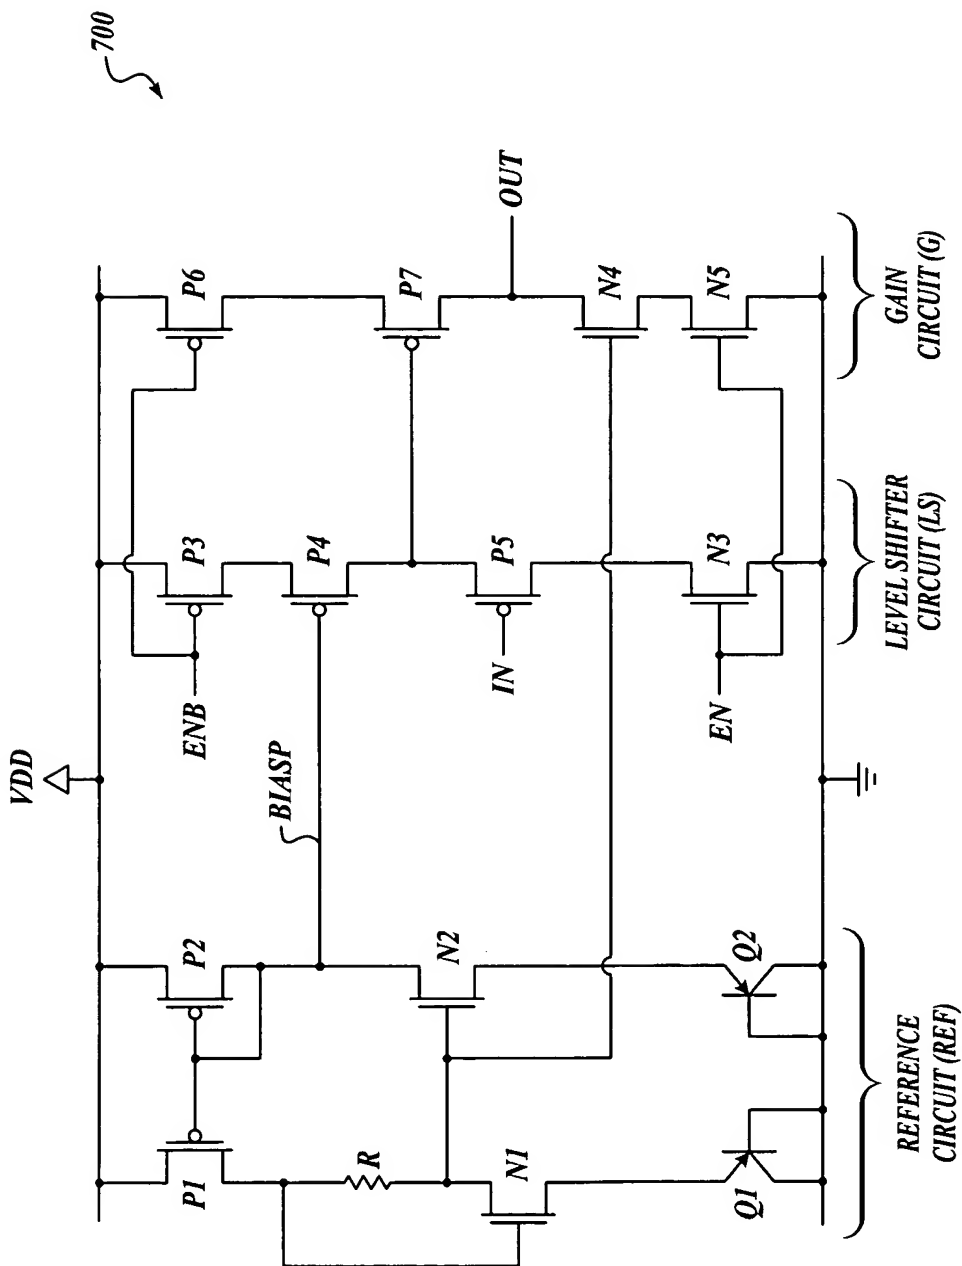 700
VDD
P1
P2
P3
P6
ENB
BIASP
P4
P7
R
OUT
N1
N2
IN
P5
N4
EN
N3
N5
Q1
Q2
REFERENCE
CIRCUIT (REF)
LEVEL SHIFTER
CIRCUIT (LS)
GAIN
CIRCUIT (G)